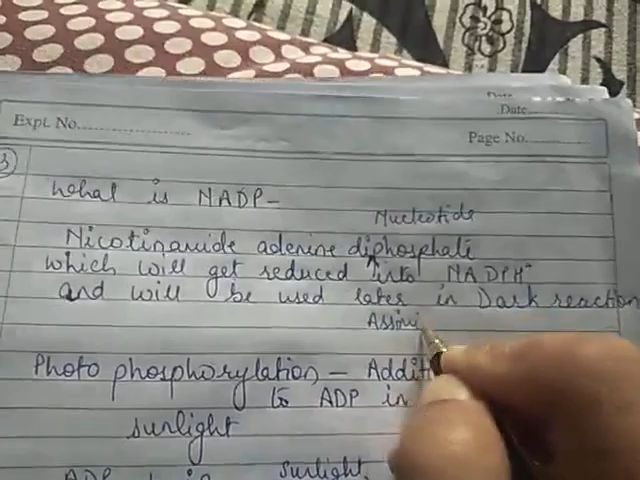 Date
Expt. No.
Page No.
3
What is NADP-
Nucleotide
Nicotinamide adenine diphosphate
which will get reduced into NADPH+
and will be used later in Dark reaction
Assimi
Photo phosphorylation - Addit
to ADP in
sunlight
sunlight.